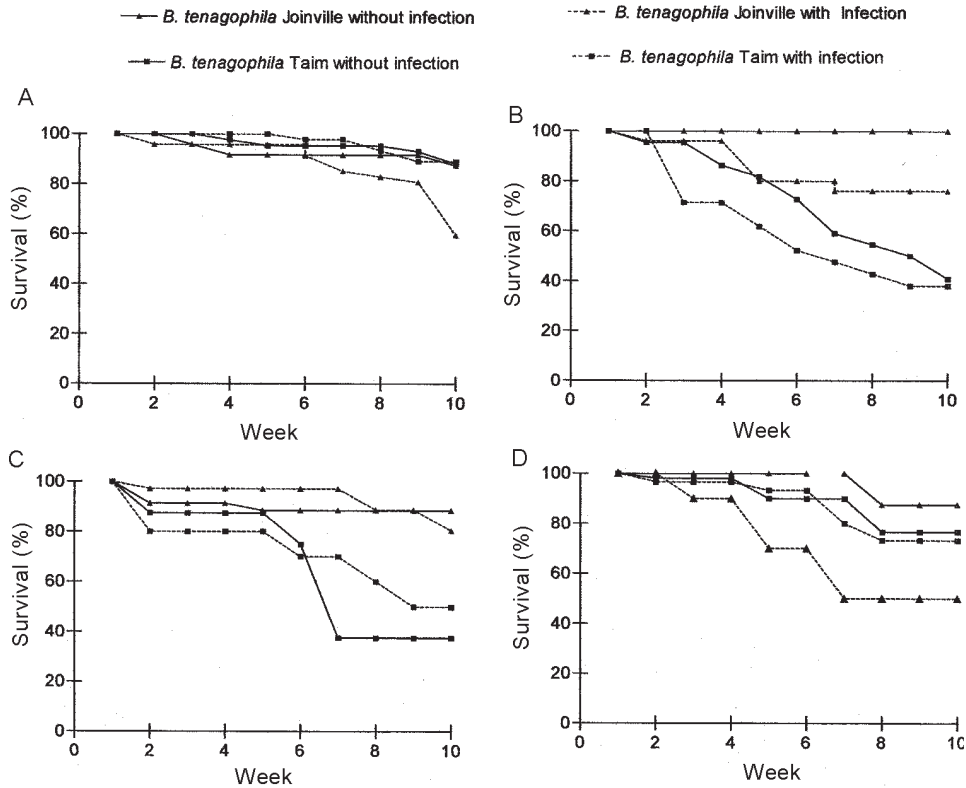 B. tenagophila Joinville without infection
B. tenagophila Joinville with Infection
B. tenagophila Taim without infection
B. tenagophila Taim with infection
A
100
80
60
40
20
0
Survival (%)
0 2 4 6 8 10
Week
B
100
80
60
40
20
0
Survival (%)
0 2 4 6 8 10
Week
C
100
80
60
40
20
0
Survival (%)
0 2 4 6 8 10
Week
D
100
80
60
40
20
0
Survival (%)
0 2 4 6 8 10
Week